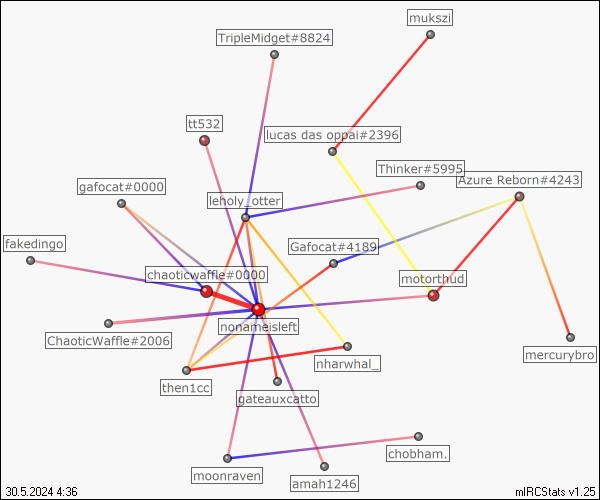 mukszi
TripleMidget#8824
tt532
lucas das oppai#2396
Thinker#5995
Azure Reborn#4243
gafocat#0000
leholy_otter
fakedingo
Gafocat#4189
chaoticwaffle#0000
motorthud
nonameisleft
ChaoticWaffle#2006
mercurybro
nharwhal_
then1cc
gateauxcatto
chobham.
moonraven
amah1246
30.5.2024 4:36
mIRCStats v1.25